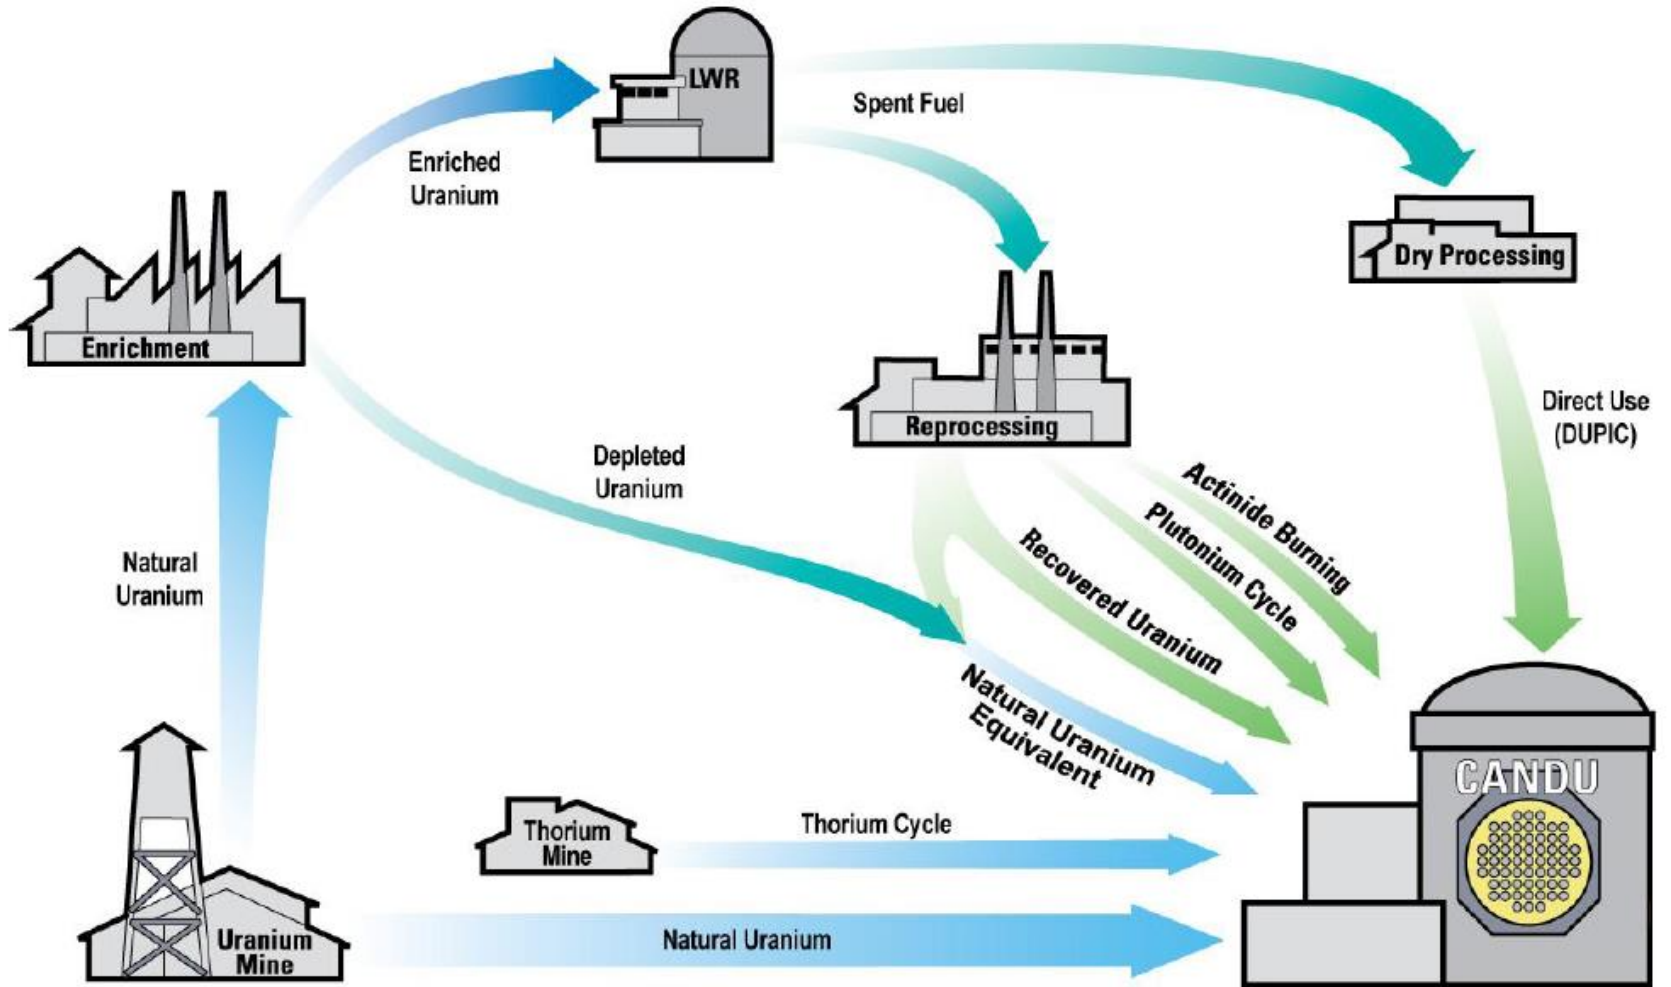 LWR
Spent Fuel
Enriched
Uranium
Dry Processing
Enrichment
Reprocessing
Direct Use
(DUPIC)
Depleted
Uranium
Actinide Burning
Plutonium Cycle
Recovered Uranium
Natural
Uranium
Natural Uranium
Equivalent
CANDU
Thorium
Mine
Thorium Cycle
Uranium
Mine
Natural Uranium